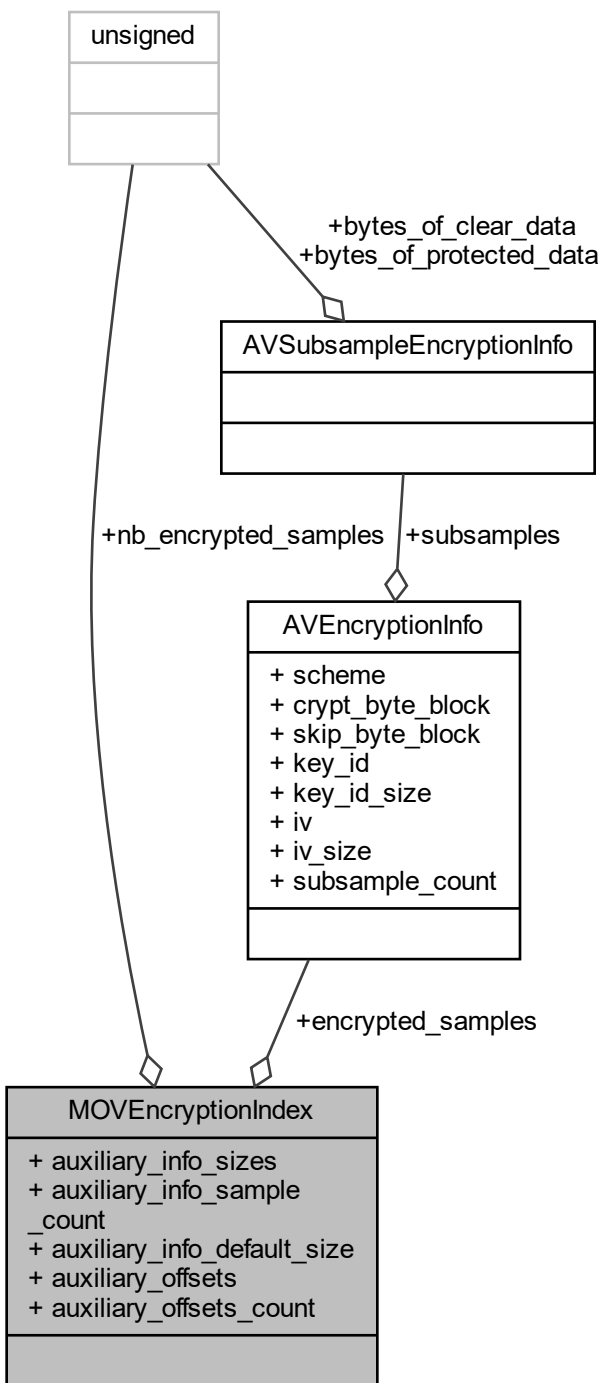 unsigned
+bytes_of_clear_data
+bytes_of_protected_data
AVSubsampleEncryptionInfo
+nb_encrypted_samples
+subsamples
AVEncryptionInfo
+ scheme
+ crypt_byte_block
+ skip_byte_block
+ key_id
+ key_id_size
+ iv
+ iv_size
+ subsample_count
+encrypted_samples
MOVEncryptionIndex
+ auxiliary_info_sizes
+ auxiliary_info_sample
_count
+ auxiliary_info_default_size
+ auxiliary_offsets
+ auxiliary_offsets_count